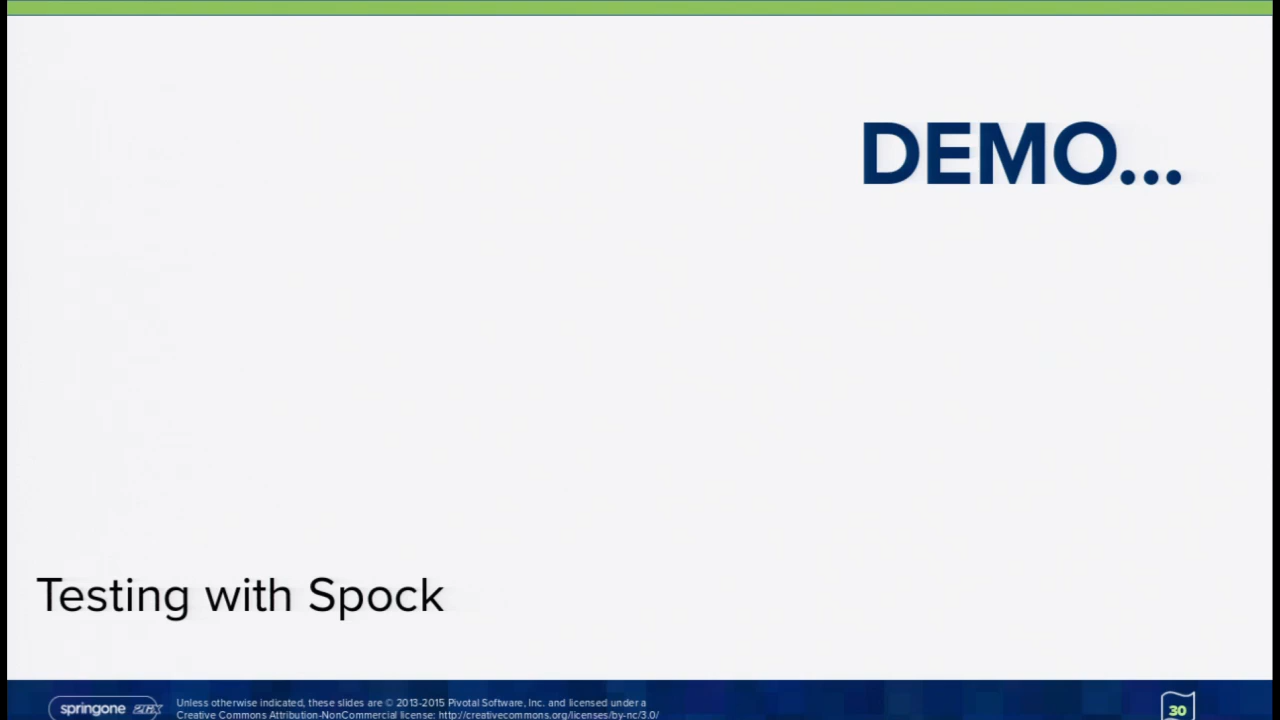 DEMO...
Testing with Spock
springone 2GX
Unless otherwise indicated, these slides are © 2013-2015 Pivotal Software, Inc. and licensed under a
Creative Commons Attribution-NonCommercial license: http://creativecommons.org/licenses/by-nc/3.0/
30